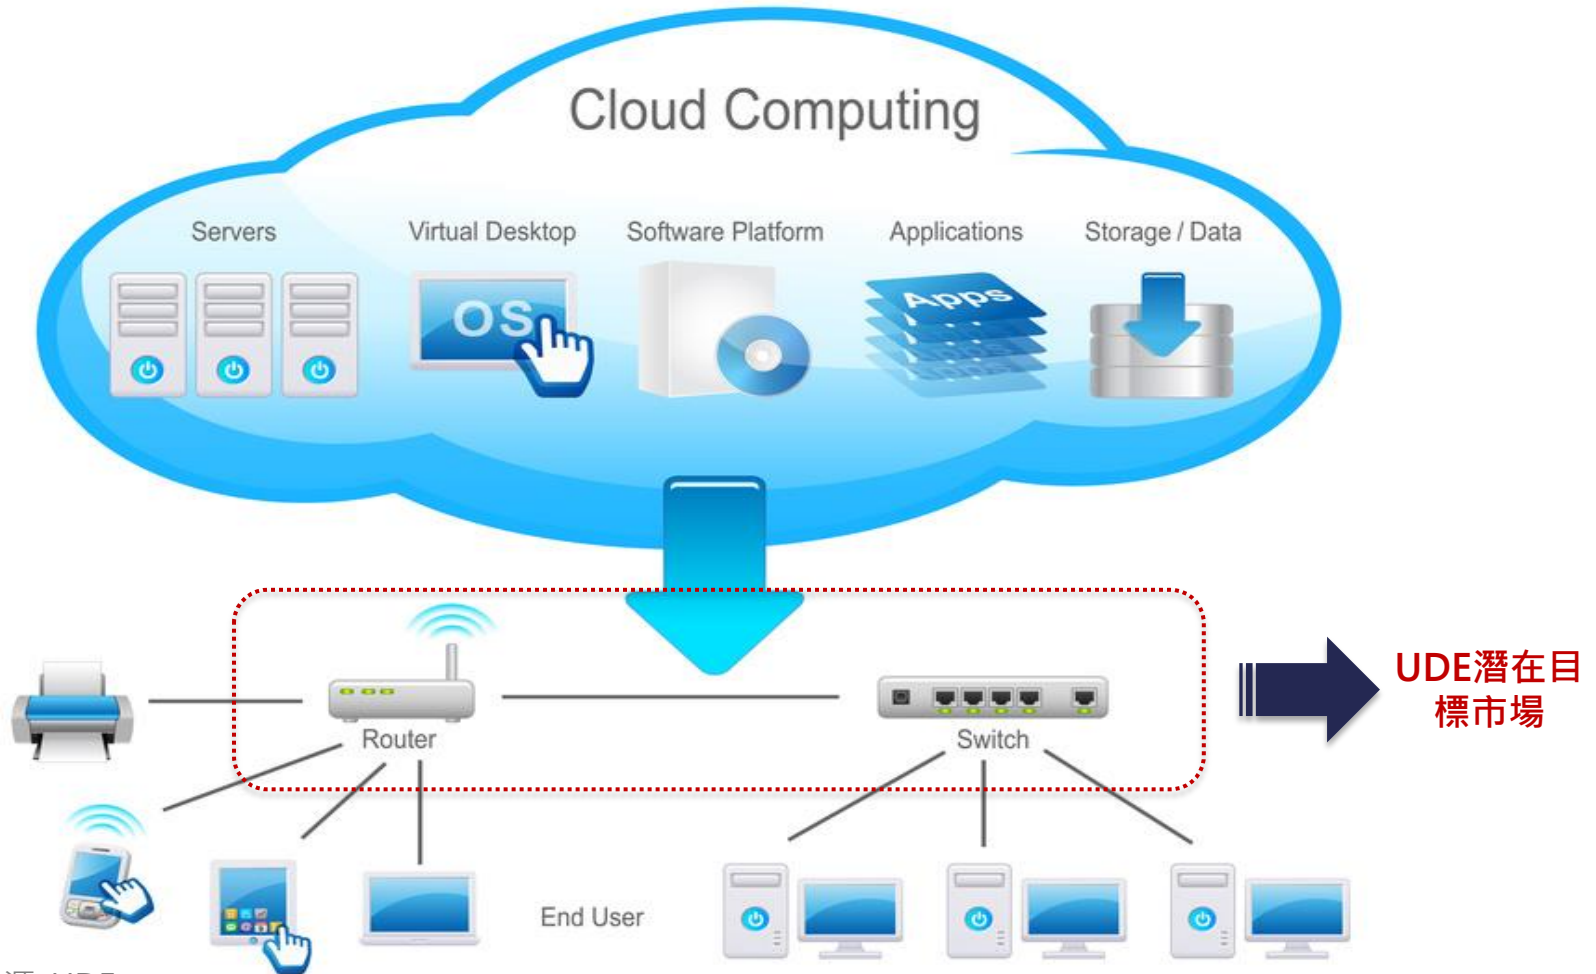 Cloud Computing
Servers
Virtual Desktop
Software Platform
Applications
Storage / Data
OS
Apps
UDE潛在目
標市場
Router
Switch
End User